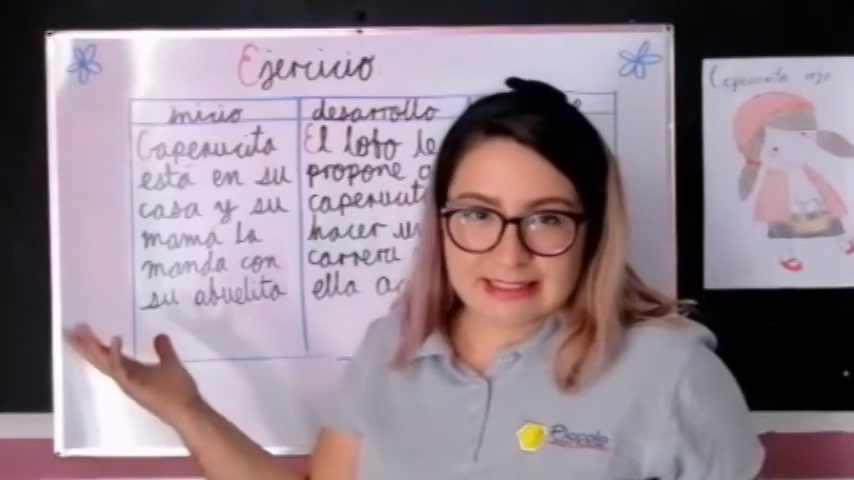 Ejercicio
inicio desarrollo
Caperucita
está en su
casa y su
mamá la
manda con
su abuelita
El lobo le
propone
hacer
carrera
ella
Caperucita roja